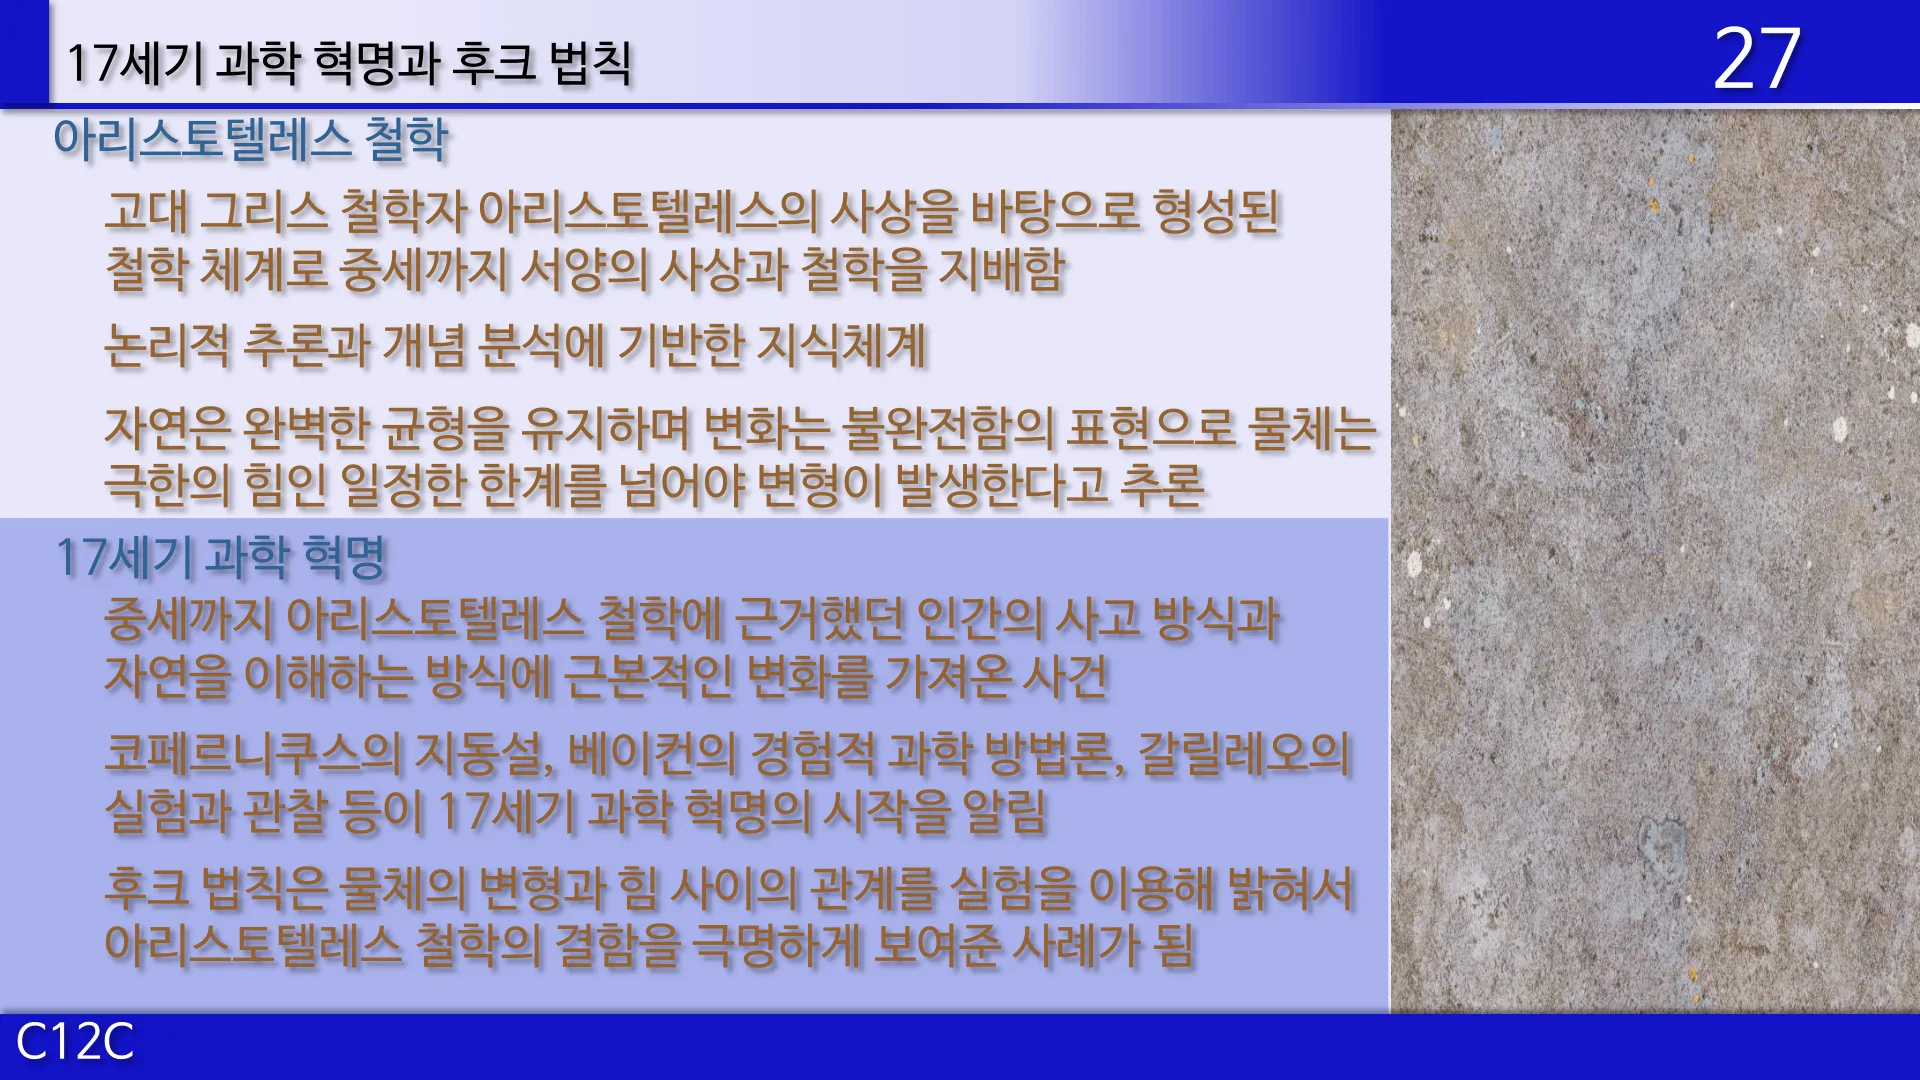 17세기 과학 혁명과 후크 법칙
27
아리스토텔레스 철학
고대 그리스 철학자 아리스토텔레스의 사상을 바탕으로 형성된
철학 체계로 중세까지 서양의 사상과 철학을 지배함
논리적 추론과 개념 분석에 기반한 지식체계
자연은 완벽한 균형을 유지하며 변화는 불완전함의 표현으로 물체는
극한의 힘인 일정한 한계를 넘어야 변형이 발생한다고 추론
17세기 과학 혁명
중세까지 아리스토텔레스 철학에 근거했던 인간의 사고 방식과
자연을 이해하는 방식에 근본적인 변화를 가져온 사건
코페르니쿠스의 지동설, 베이컨의 경험적 과학 방법론, 갈릴레오의
실험과 관찰 등이 17세기 과학 혁명의 시작을 알림
후크 법칙은 물체의 변형과 힘 사이의 관계를 실험을 이용해 밝혀서
아리스토텔레스 철학의 결함을 극명하게 보여준 사례가 됨
C12C